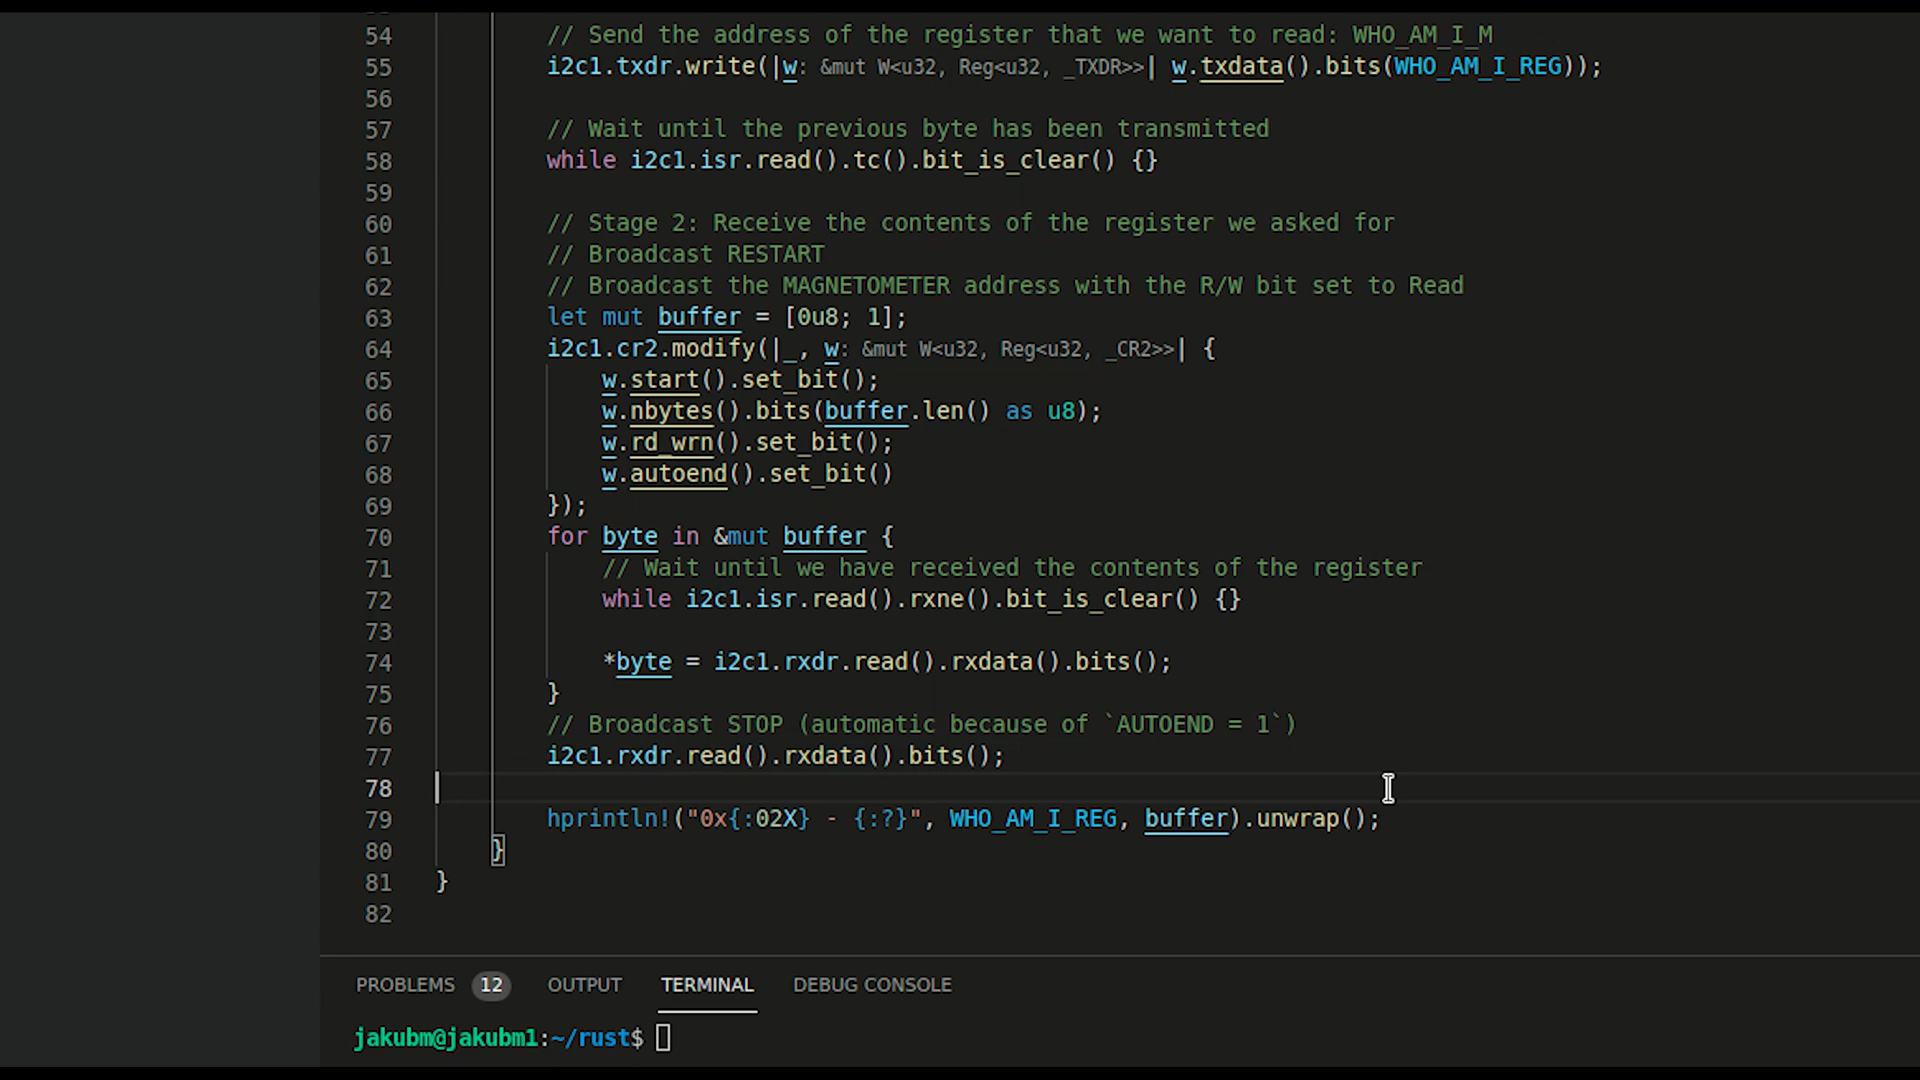 54 // Send the address of the register that we want to read: WHO_AM_I_M
55 i2c1.txdr.write(|w: &mut W<u32, Reg<u32, _TXDR>>| w.txdata().bits(WHO_AM_I_REG));
56
57 // Wait until the previous byte has been transmitted
58 while i2c1.isr.read().tc().bit_is_clear() {}
59
60 // Stage 2: Receive the contents of the register we asked for
61 // Broadcast RESTART
62 // Broadcast the MAGNETOMETER address with the R/W bit set to Read
63 let mut buffer = [0u8; 1];
64 i2c1.cr2.modify(|_, w: &mut W<u32, Reg<u32, _CR2>>| {
65 w.start().set_bit();
66 w.nbytes().bits(buffer.len() as u8);
67 w.rd_wrn().set_bit();
68 w.autoend().set_bit()
69 });
70 for byte in &mut buffer {
71 // Wait until we have received the contents of the register
72 while i2c1.isr.read().rxne().bit_is_clear() {}
73
74 *byte = i2c1.rxdr.read().rxdata().bits();
75 }
76 // Broadcast STOP (automatic because of `AUTOEND = 1`)
77 i2c1.rxdr.read().rxdata().bits();
78
79 hprintln!("0x{:02X} - {:?}", WHO_AM_I_REG, buffer).unwrap();
80 }
81 }
82
PROBLEMS 12 OUTPUT TERMINAL DEBUG CONSOLE
jakubm@jakubm1:~/rust$